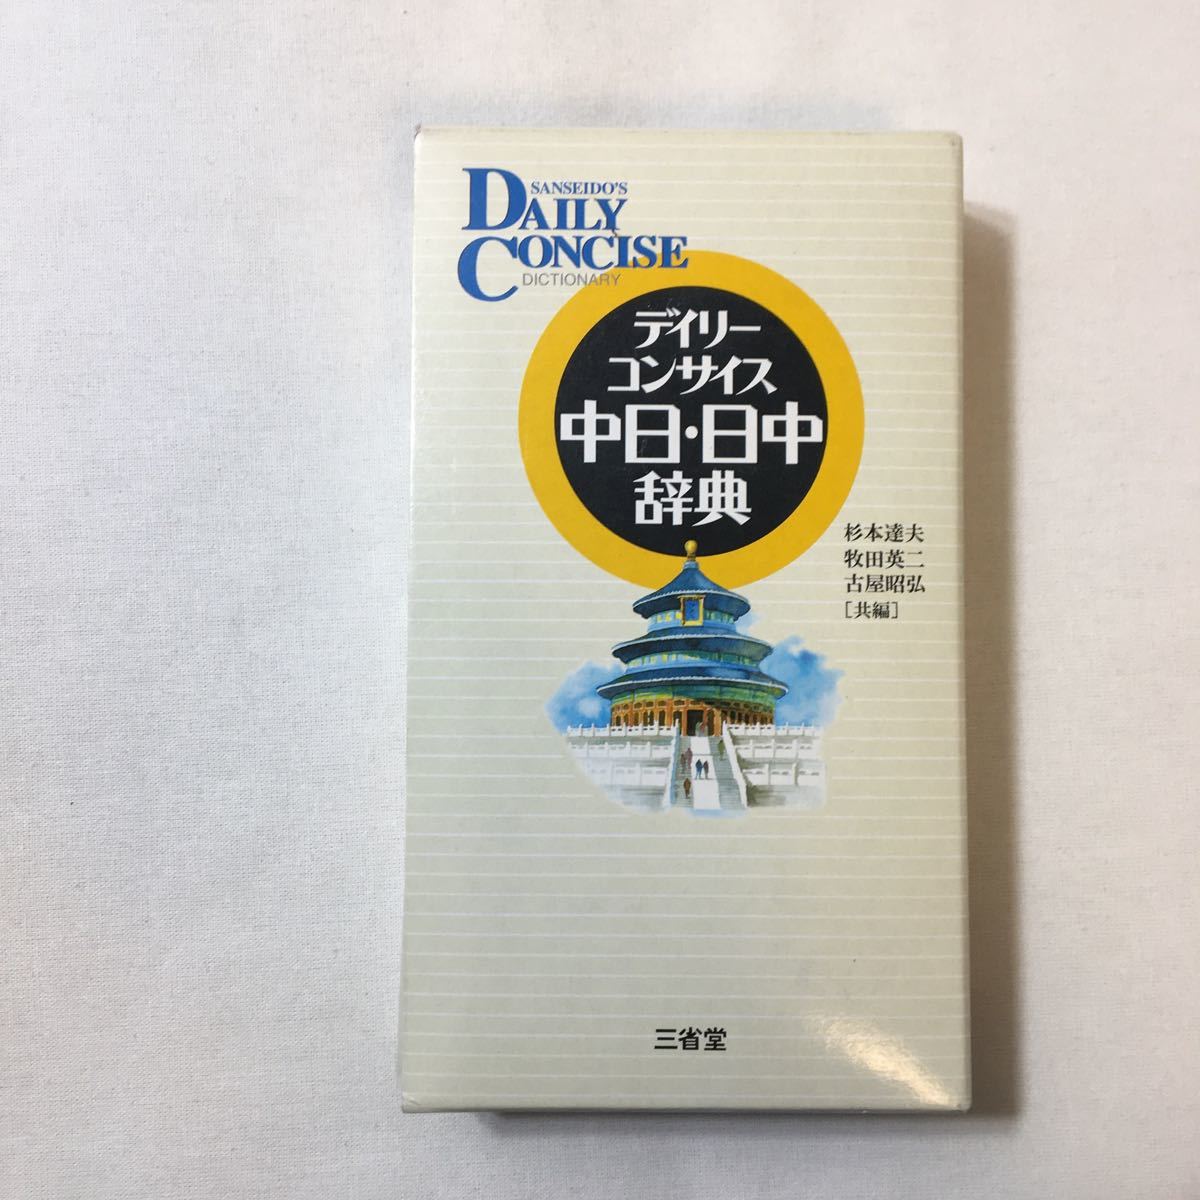 SANSEIDO'S
DAILY
CONCISE
DICTIONARY
デイリー
コンサイス
中日・日中
辞典
杉本達夫
牧田英二
古屋昭弘
［共編］
三省堂